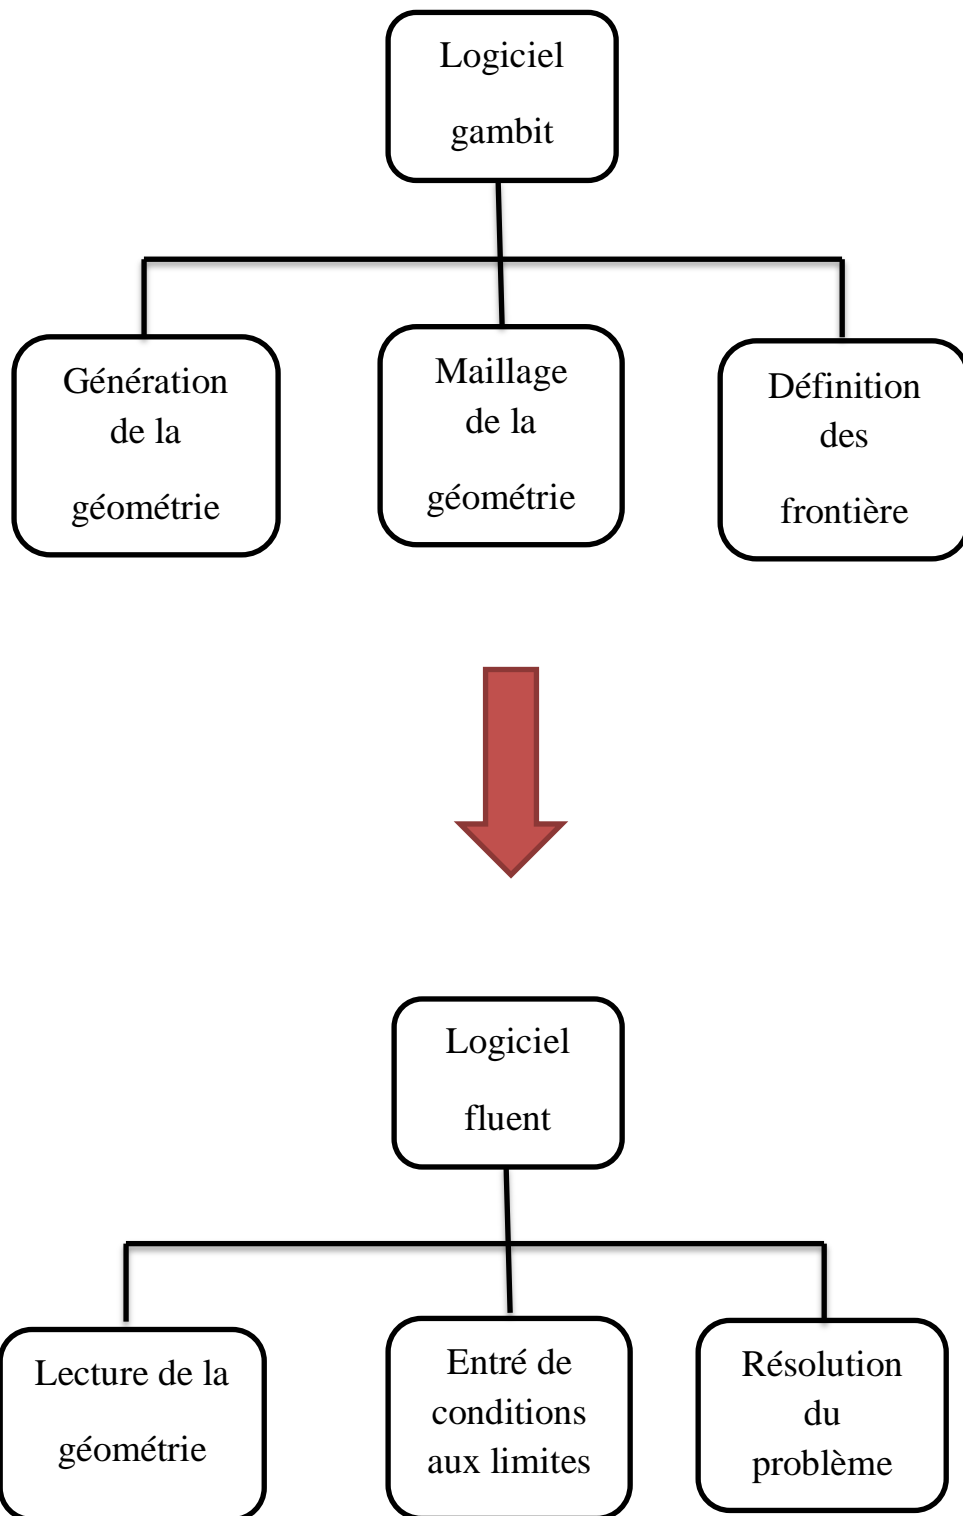 Logiciel
gambit
Génération
de la
géométrie
Maillage
de la
géométrie
Définition
des
frontière
Logiciel
fluent
Lecture de la
géométrie
Entré de
conditions
aux limites
Résolution
du
problème